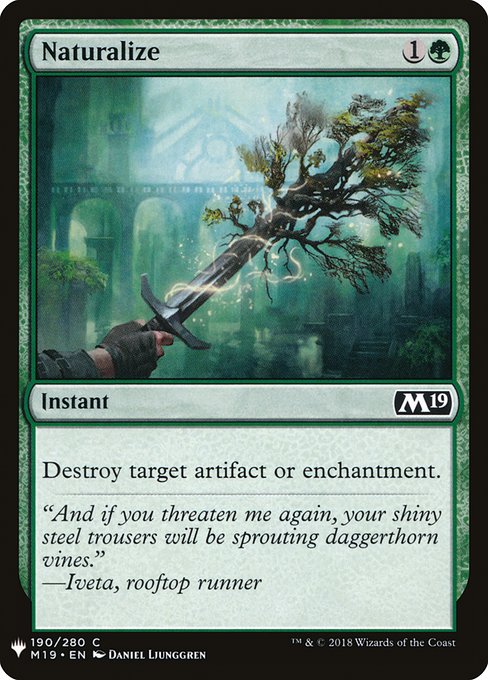 Naturalize 1
Instant M19
Destroy target artifact or enchantment.
“And if you threaten me again, your shiny
steel trousers will be sprouting daggerthorn
vines.”
—Iveta, rooftop runner
190/280 C ™ & © 2018 Wizards of the Coast
M19 • EN Daniel Ljunggren